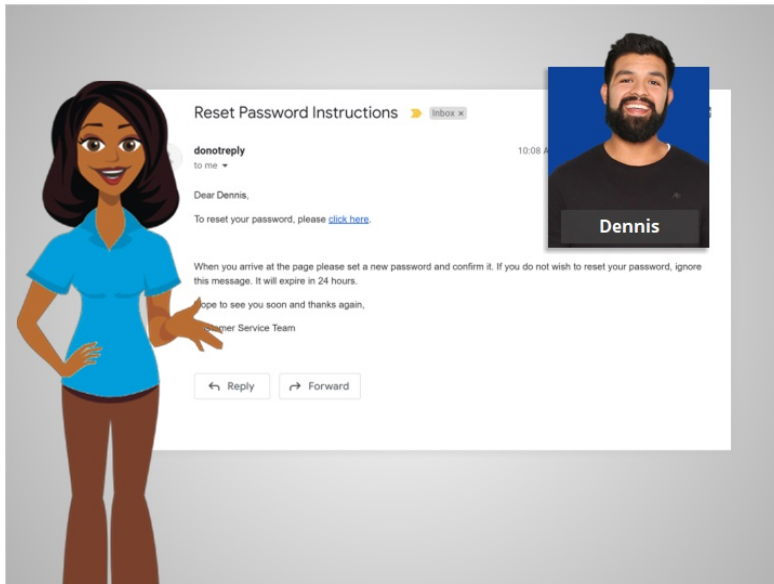 Reset Password Instructions Inbox x
donotreply 10:08
to me
Dear Dennis,
To reset your password, please click here.
Dennis
When you arrive at the page please set a new password and confirm it. If you do not wish to reset your password, ignore
this message. It will expire in 24 hours.
to see you soon and thanks again,
Service Team
Reply Forward